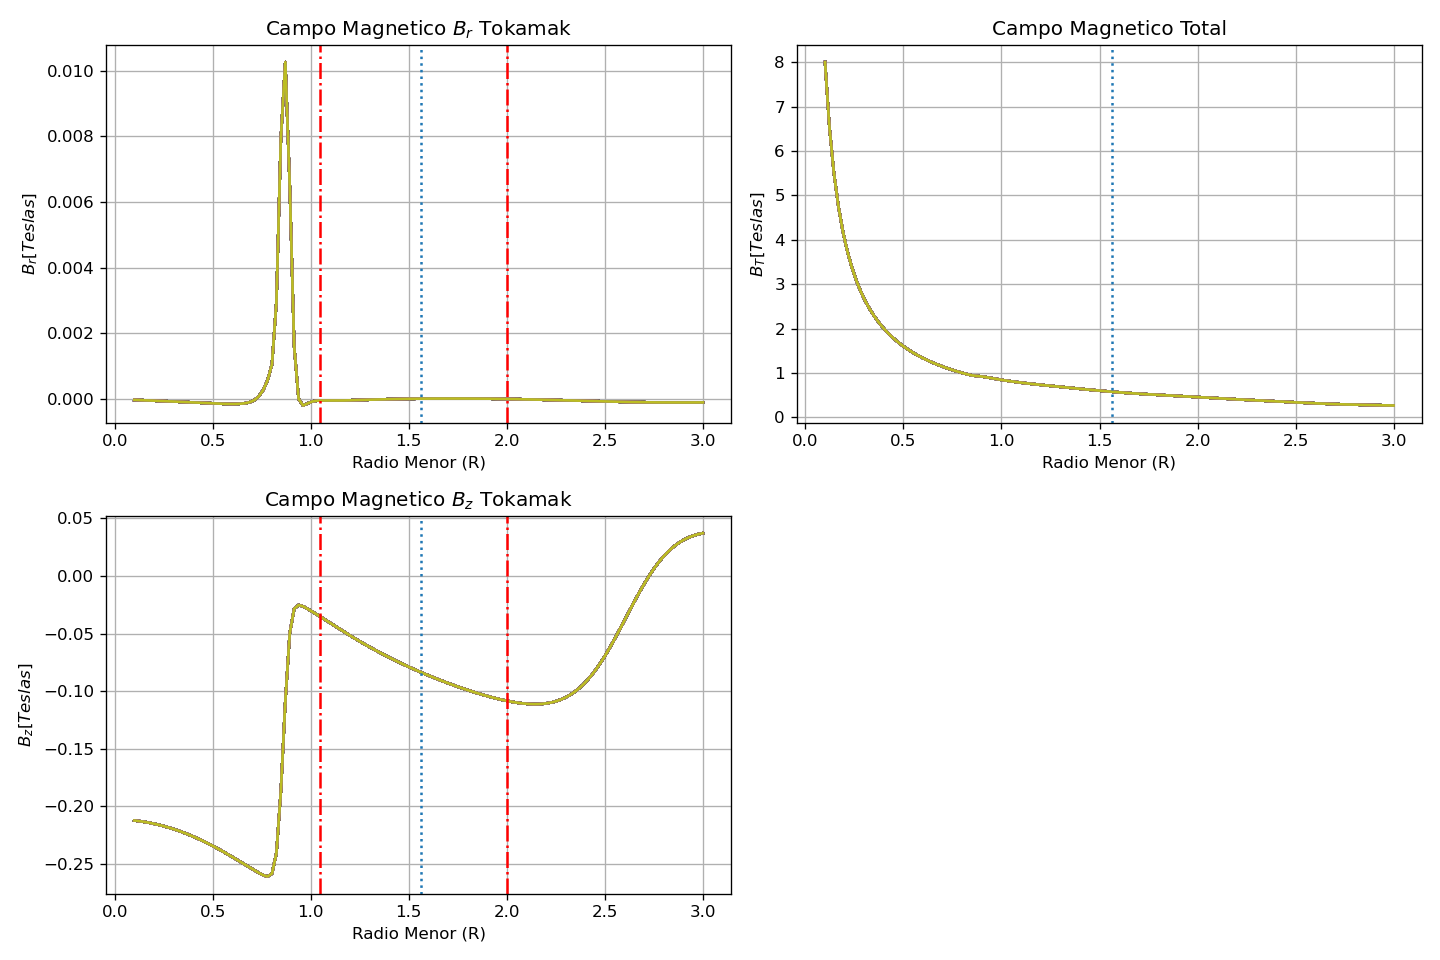 Campo Magnetico B_r Tokamak
B_r[Teslas]
0.010
0.008
0.006
0.004
0.002
0.000
0.0 0.5 1.0 1.5 2.0 2.5 3.0
Radio Menor (R)
Campo Magnetico Total
B_T[Teslas]
8
7
6
5
4
3
2
1
0
0.0 0.5 1.0 1.5 2.0 2.5 3.0
Radio Menor (R)
Campo Magnetico B_z Tokamak
B_z[Teslas]
0.05
0.00
−0.05
−0.10
−0.15
−0.20
−0.25
0.0 0.5 1.0 1.5 2.0 2.5 3.0
Radio Menor (R)